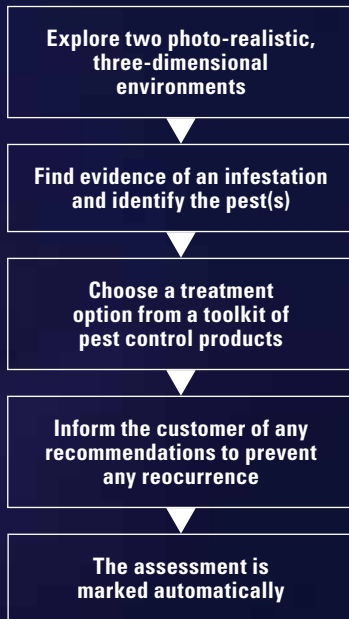 Explore two photo-realistic,
three-dimensional
environments
Find evidence of an infestation
and identify the pest(s)
Choose a treatment
option from a toolkit of
pest control products
Inform the customer of any
recommendations to prevent
any reocurrence
The assessment is
marked automatically